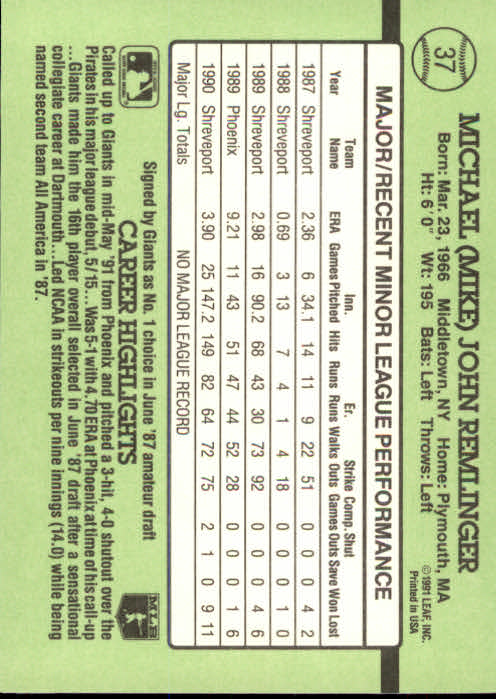 37
MICHAEL (MIKE) JOHN REMLINGER
Born: Mar. 23, 1966 Middletown, NY Home: Plymouth, MA
Ht: 6' 0" Wt: 195 Bats: Left Throws: Left
© 1991 LEAF, INC.
Printed in USA
MAJOR/RECENT MINOR LEAGUE PERFORMANCE
Team Inn. Er. Strike Comp. Shut
Year Name ERA Games Pitched Hits Runs Runs Walks Outs Games Outs Save Won Lost
1987 Shreveport 2.36 6 34.1 14 11 9 22 51 0 0 0 4 2
1988 Shreveport 0.69 3 13 7 4 1 4 18 0 0 0 1 0
1989 Shreveport 2.98 16 90.2 68 43 30 73 92 0 0 0 4 6
1989 Phoenix 9.21 11 43 51 47 44 52 28 0 0 0 1 6
1990 Shreveport 3.90 25 147.2 149 82 64 72 75 2 1 0 9 11
Major Lg. Totals NO MAJOR LEAGUE RECORD
Signed by Giants as No. 1 choice in June '87 amateur draft
CAREER HIGHLIGHTS
MLB
Called up to Giants in mid-May '91 from Phoenix and pitched a 3-hit, 4-0 shutout over the
Pirates in his major league debut, 5/15...Was 5-1 with 4.70 ERA at Phoenix at time of his call-up
...Giants made him the 16th player overall selected in June '87 draft after a sensational
collegiate career at Dartmouth...Led NCAA in strikeouts per nine innings (14.0) while being
named second team All America in '87.